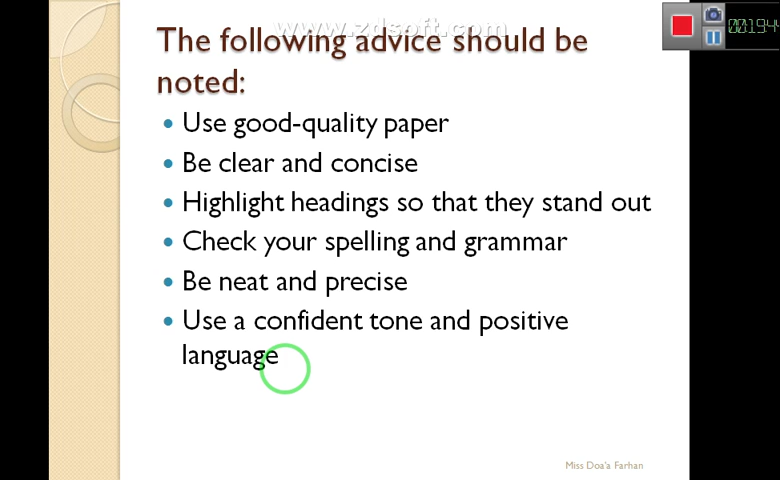 www.zdsoft.com
The following advice should be
noted:
Use good-quality paper
Be clear and concise
Highlight headings so that they stand out
Check your spelling and grammar
Be neat and precise
Use a confident tone and positive
language
Miss Doa'a Farhan